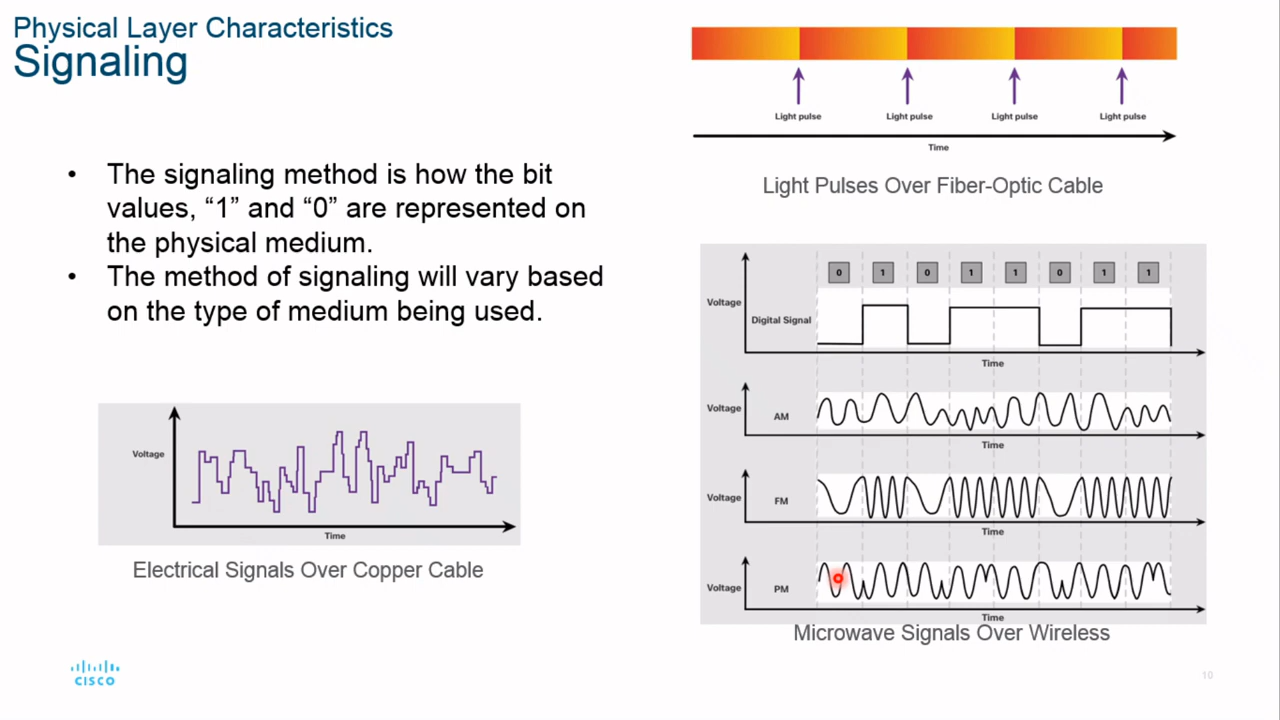 Physical Layer Characteristics
Signaling
• The signaling method is how the bit
values, “1” and “0” are represented on
the physical medium.
• The method of signaling will vary based
on the type of medium being used.
Voltage
Time
Electrical Signals Over Copper Cable
Light pulse Light pulse Light pulse Light pulse
Time
Light Pulses Over Fiber-Optic Cable
0 1 0 1 1 0 1 1
Voltage
Digital Signal
Time
Voltage AM
Time
Voltage FM
Time
Voltage PM
Time
Microwave Signals Over Wireless
CISCO
10